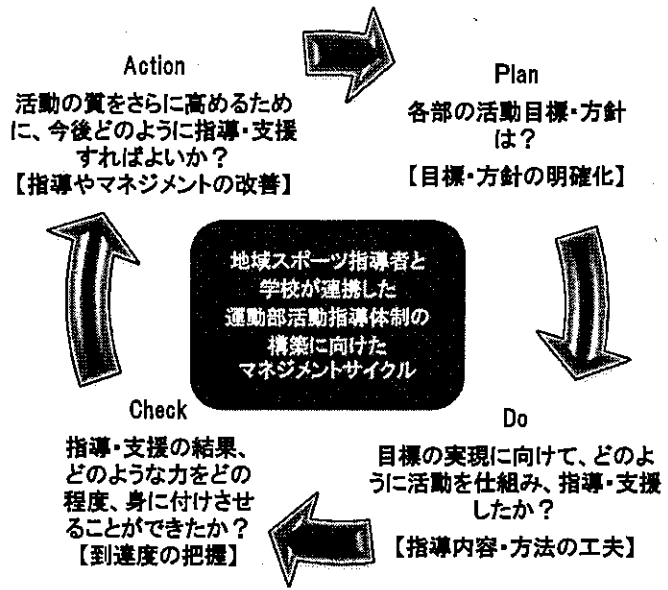 Action
活動の質をさらに高めるため
に、今後どのように指導・支援
すればよいか？
【指導やマネジメントの改善】
Plan
各部の活動目標・方針
は？
【目標・方針の明確化】
地域スポーツ指導者と
学校が連携した
運動部活動指導体制の
構築に向けた
マネジメントサイクル
Do
目標の実現に向けて、どのよ
うに活動を仕組み、指導・支援
したか？
【指導内容・方法の工夫】
Check
指導・支援の結果、
どのような力をどの
程度、身に付けさせ
ることができたか？
【到達度の把握】